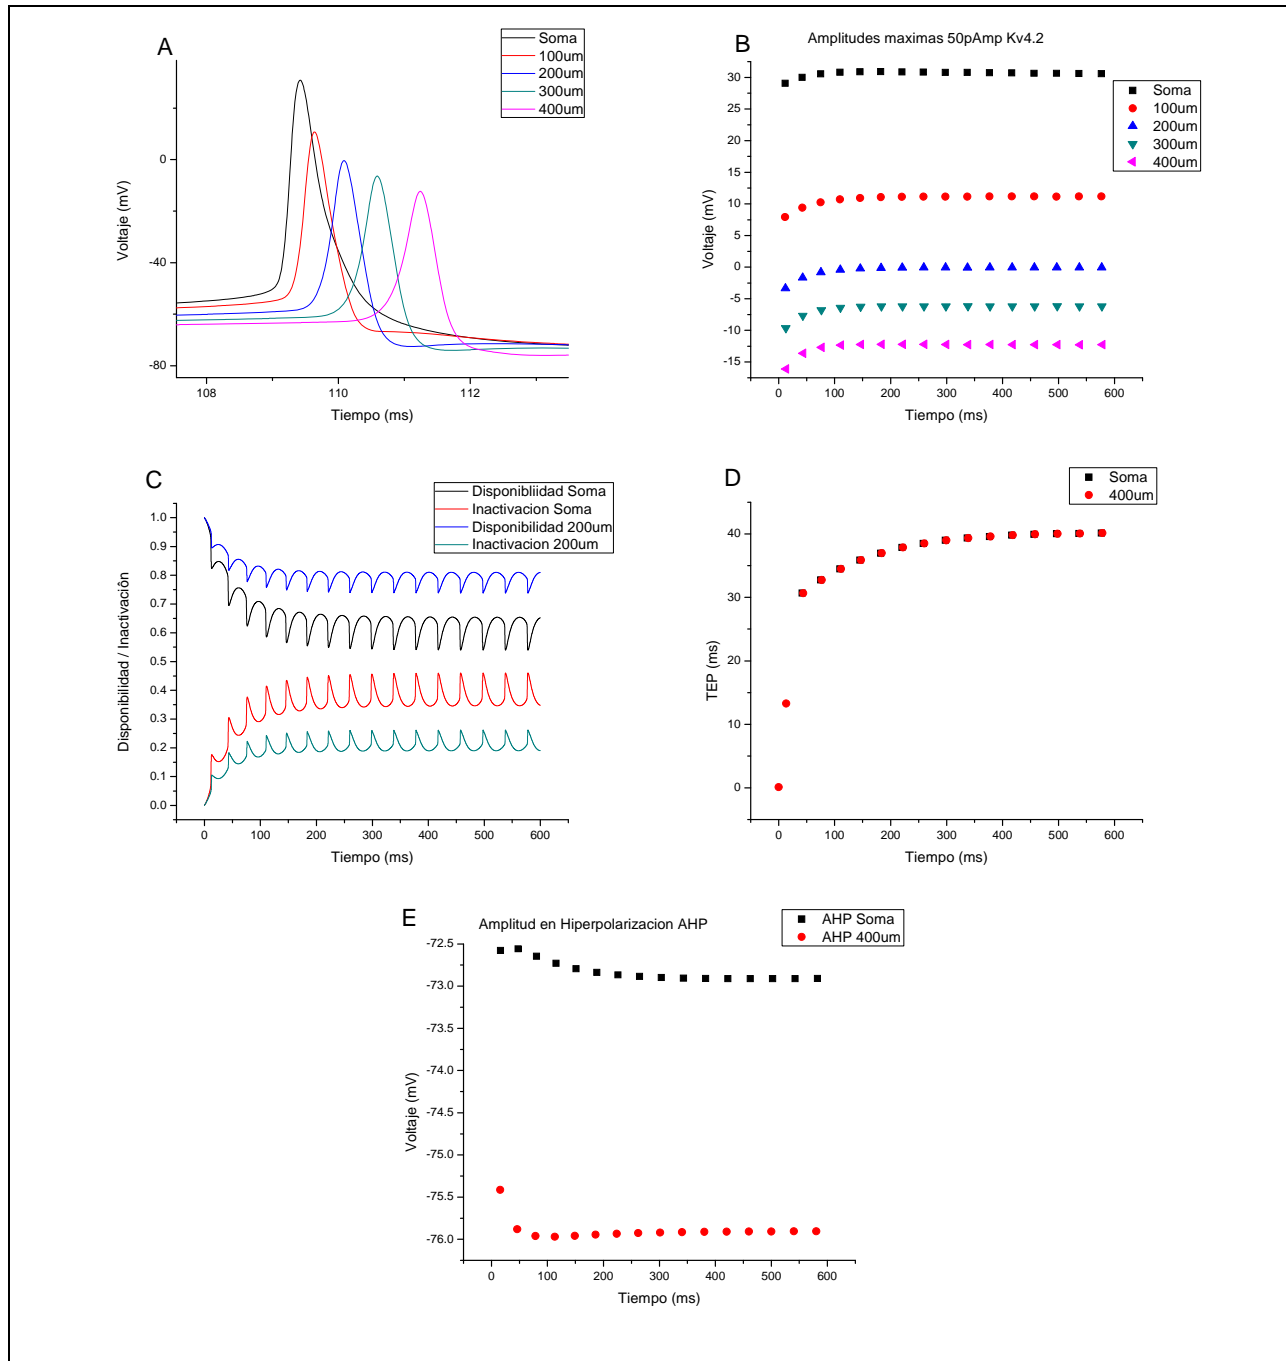 A
Soma
100um
200um
300um
400um
0
-40
-80
108
110
112
Voltaje (mV)
Tiempo (ms)
B
Amplitudes maximas 50pAmp Kv4.2
Soma
100um
200um
300um
400um
30
25
20
15
10
5
0
-5
-10
-15
0
100
200
300
400
500
600
Voltaje (mV)
Tiempo (ms)
C
Disponibliidad Soma
Inactivacion Soma
Disponibilidad 200um
Inactivacion 200um
1.0
0.9
0.8
0.7
0.6
0.5
0.4
0.3
0.2
0.1
0.0
0
100
200
300
400
500
600
Disponibilidad / Inactivación
Tiempo (ms)
D
Soma
400um
40
30
20
10
0
0
100
200
300
400
500
600
TEP (ms)
Tiempo (ms)
E
Amplitud en Hiperpolarizacion AHP
AHP Soma
AHP 400um
-72.5
-73.0
-73.5
-74.0
-74.5
-75.0
-75.5
-76.0
0
100
200
300
400
500
600
Voltaje (mV)
Tiempo (ms)